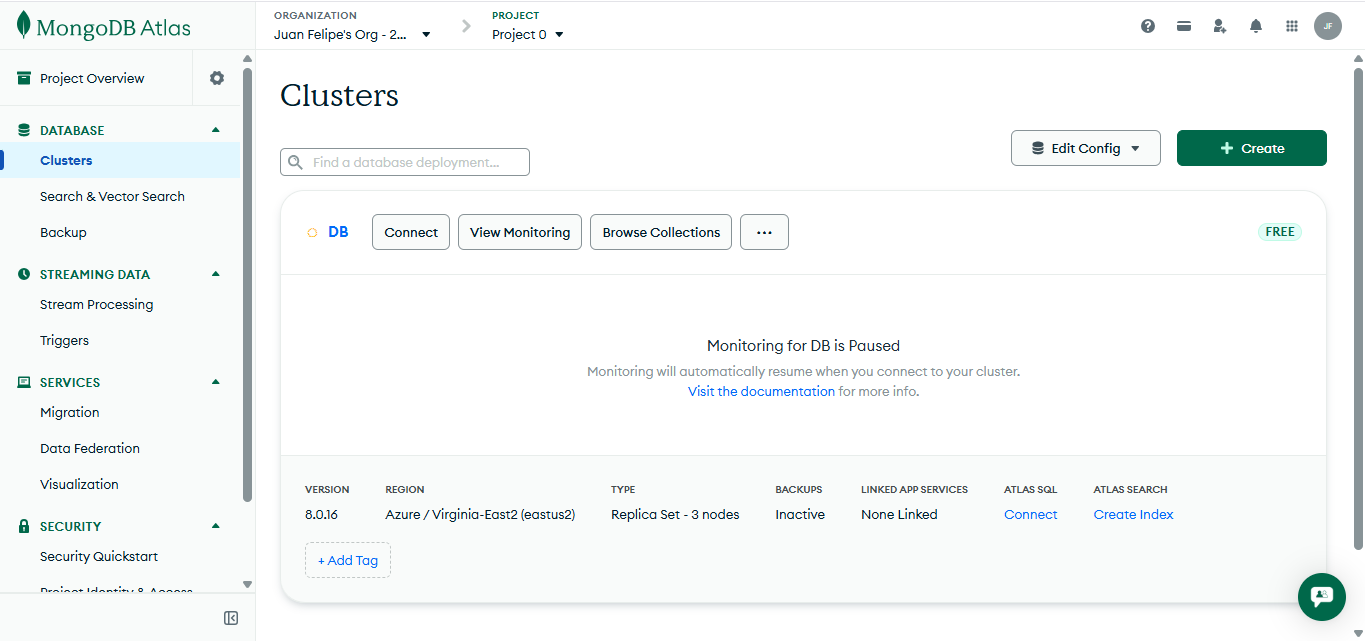 MongoDB Atlas
ORGANIZATION
Juan Felipe's Org - 2...
PROJECT
Project 0
JF
Project Overview
DATABASE
Clusters
Search & Vector Search
Backup
STREAMING DATA
Stream Processing
Triggers
SERVICES
Migration
Data Federation
Visualization
SECURITY
Security Quickstart
Project Identity & Access
Clusters
Find a database deployment...
Edit Config
+ Create
DB
Connect
View Monitoring
Browse Collections
...
FREE
Monitoring for DB is Paused
Monitoring will automatically resume when you connect to your cluster.
Visit the documentation for more info.
VERSION
8.0.16
REGION
Azure / Virginia-East2 (eastus2)
TYPE
Replica Set - 3 nodes
BACKUPS
Inactive
LINKED APP SERVICES
None Linked
ATLAS SQL
Connect
ATLAS SEARCH
Create Index
+ Add Tag